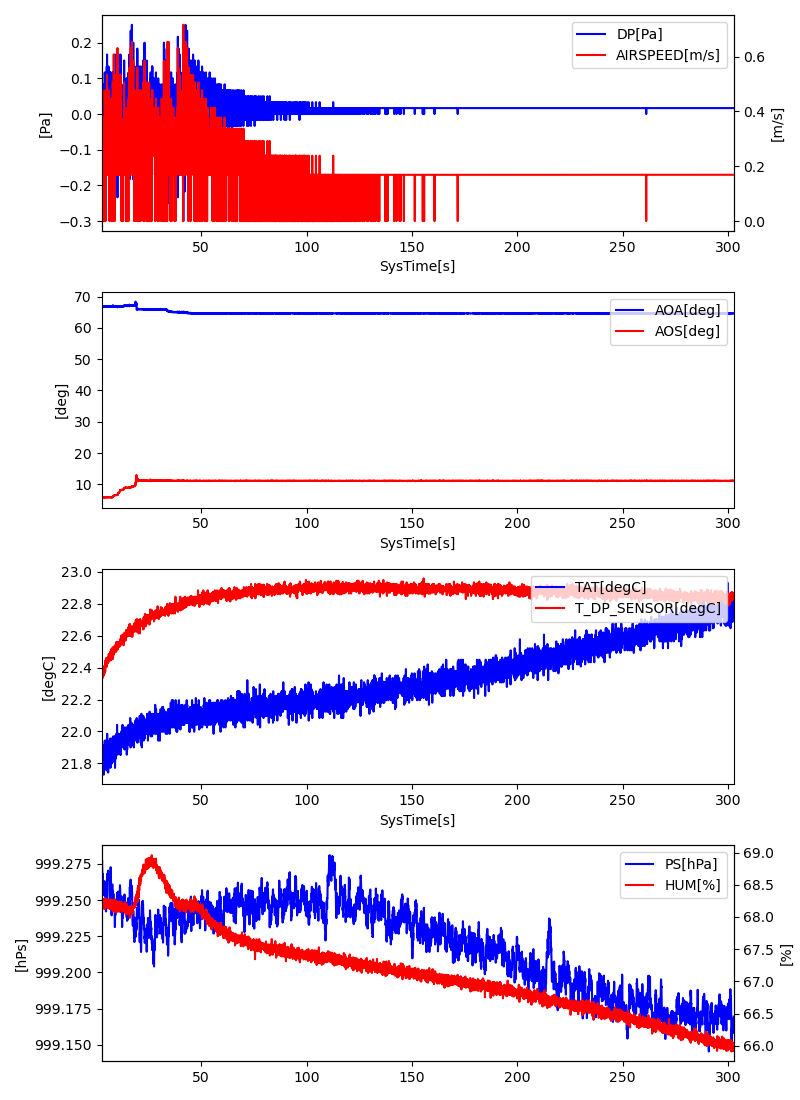 DP[Pa]
AIRSPEED[m/s]
0.2
0.1
0.0
−0.1
−0.2
−0.3
[Pa]
0.6
0.4
0.2
0.0
[m/s]
50 100 150 200 250 300
SysTime[s]
AOA[deg]
AOS[deg]
70
60
50
40
30
20
10
[deg]
50 100 150 200 250 300
SysTime[s]
TAT[degC]
T_DP_SENSOR[degC]
23.0
22.8
22.6
22.4
22.2
22.0
21.8
[degC]
50 100 150 200 250 300
SysTime[s]
PS[hPa]
HUM[%]
999.275
999.250
999.225
999.200
999.175
999.150
[hPs]
69.0
68.5
68.0
67.5
67.0
66.5
66.0
[%]
50 100 150 200 250 300